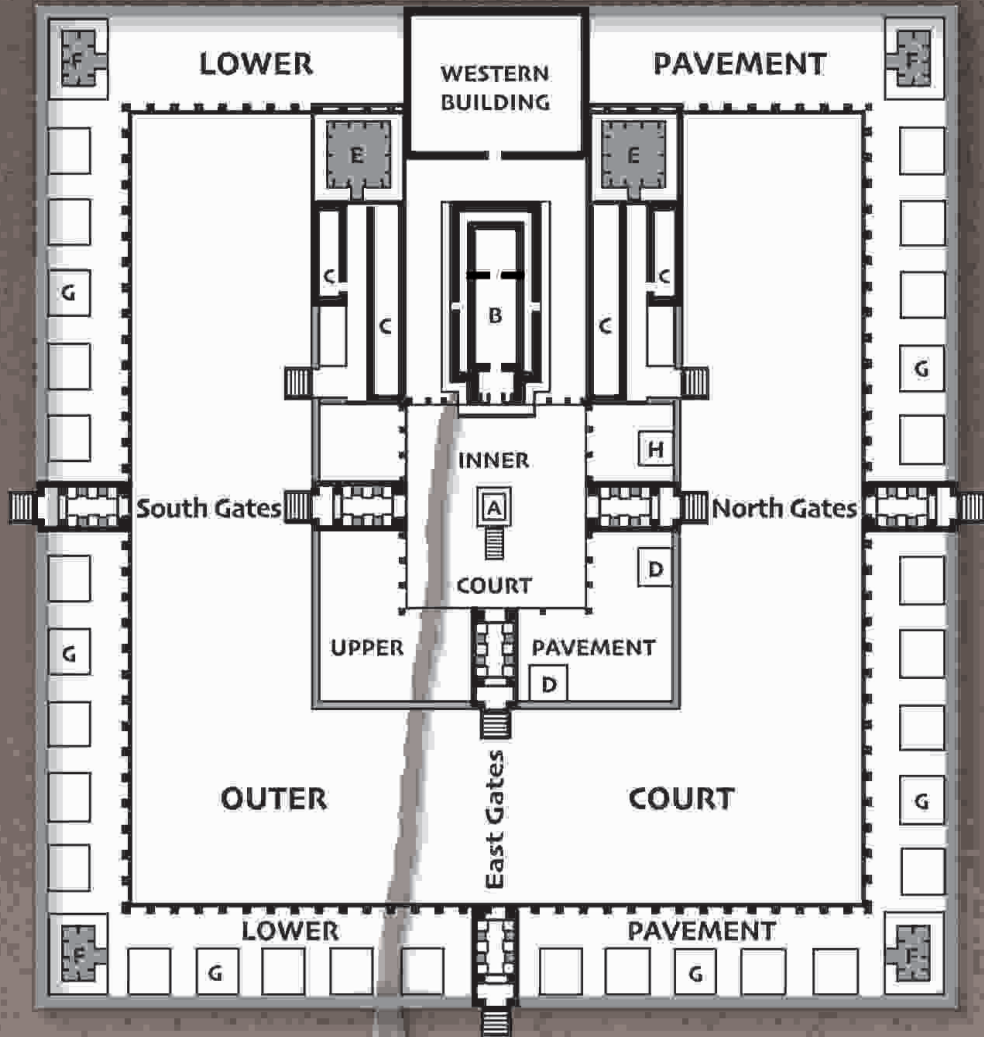 F
LOWER
WESTERN
BUILDING
PAVEMENT
F
E
E
C
C
G
C
B
C
G
H
INNER
South Gates
A
North Gates
COURT
D
G
UPPER
PAVEMENT
D
East Gates
OUTER
COURT
G
LOWER
PAVEMENT
F
F
G
G